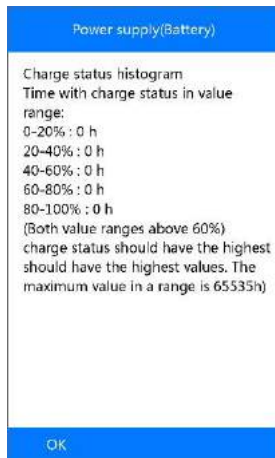 Power supply(Battery)
Charge status histogram
Time with charge status in value
range:
0-20% : 0 h
20-40% : 0 h
40-60% : 0 h
60-80% : 0 h
80-100% : 0 h
(Both value ranges above 60%)
charge status should have the highest
should have the highest values. The
maximum value in a range is 65535h)
OK